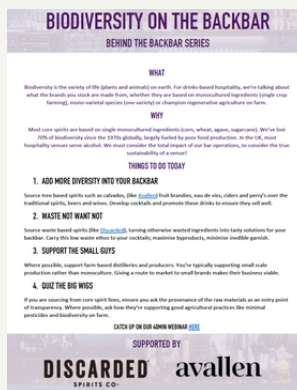 BIODIVERSITY ON THE BACKBAR
BEHIND THE BACKBAR SERIES
WHAT
Biodiversity is the variety of life (plants and animals) on earth. For drinks-based hospitality, we're talking about
what the brands you stock are made from, whether they are based on monocultured ingredients (single crop
farming), mono-varietal species (one variety) or champion regenerative agriculture on farm.
WHY
Most core spirits are based on single monocultured ingredients (corn, wheat, agave, sugarcane). We've lost
70% of biodiversity since the 1970s globally, largely fueled by poor food production. In the UK, most
hospitality venues serve alcohol. We must consider the total impact of our bar operations, to consider the true
sustainability of a venue!
THINGS TO DO TODAY
1. ADD MORE DIVERSITY INTO YOUR BACKBAR
Source tree based spirits such as calvados, (like Avallen) fruit brandies, eau de vies, ciders and perry's over the
traditional spirits, beers and wines. Develop cocktails and promote these drinks to ensure they sell well.
2. WASTE NOT WANT NOT
Source waste based spirits (like Discarded), turning otherwise wasted ingredients into tasty solutions for your
backbar. Carry this low waste ethos to your cocktails; maximise byproducts, minimise inedible garnish.
3. SUPPORT THE SMALL GUYS
Where possible, support farm based distilleries and producers. You're typically supporting small scale
production rather than monoculture. Giving a route to market to small brands makes their business viable.
4. QUIZ THE BIG WIGS
If you are sourcing from core spirit lines, ensure you ask the provenance of the raw materials as an entry point
of transparency. Where possible, ask how they're supporting good agricultural practices like minimal
pesticides and biodiversity on farm.
CATCH UP ON OUR 40MIN WEBINAR HERE
SUPPORTED BY
DISCARDED
SPIRITS CO.
avallen